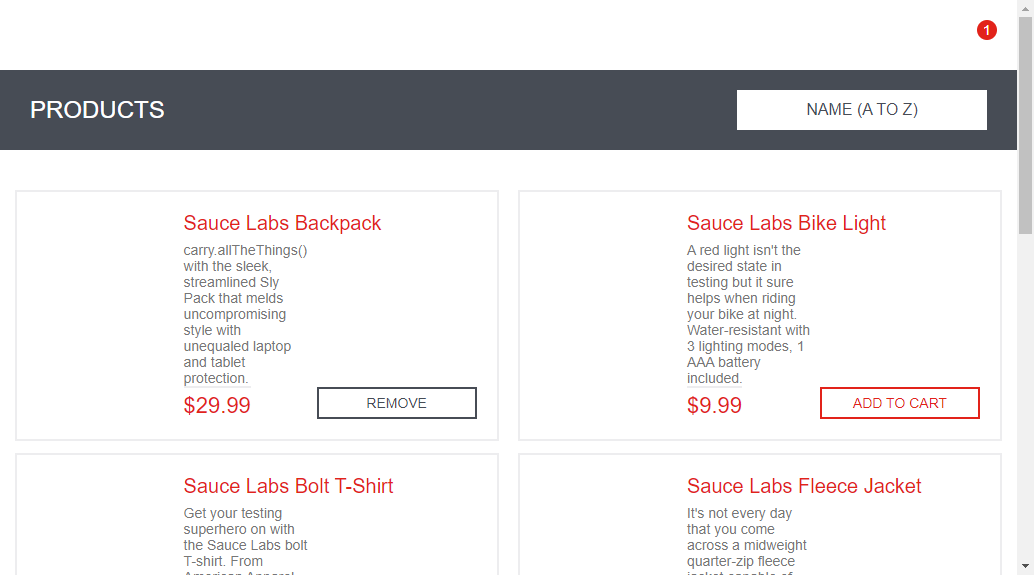 1
PRODUCTS
NAME (A TO Z)
Sauce Labs Backpack
carry.allTheThings()
with the sleek,
streamlined Sly
Pack that melds
uncompromising
style with
unequaled laptop
and tablet
protection.
$29.99
REMOVE
Sauce Labs Bike Light
A red light isn't the
desired state in
testing but it sure
helps when riding
your bike at night.
Water-resistant with
3 lighting modes, 1
AAA battery
included.
$9.99
ADD TO CART
Sauce Labs Bolt T-Shirt
Get your testing
superhero on with
the Sauce Labs bolt
T-shirt. From
American Apparel
Sauce Labs Fleece Jacket
It's not every day
that you come
across a midweight
quarter-zip fleece
jacket capable of